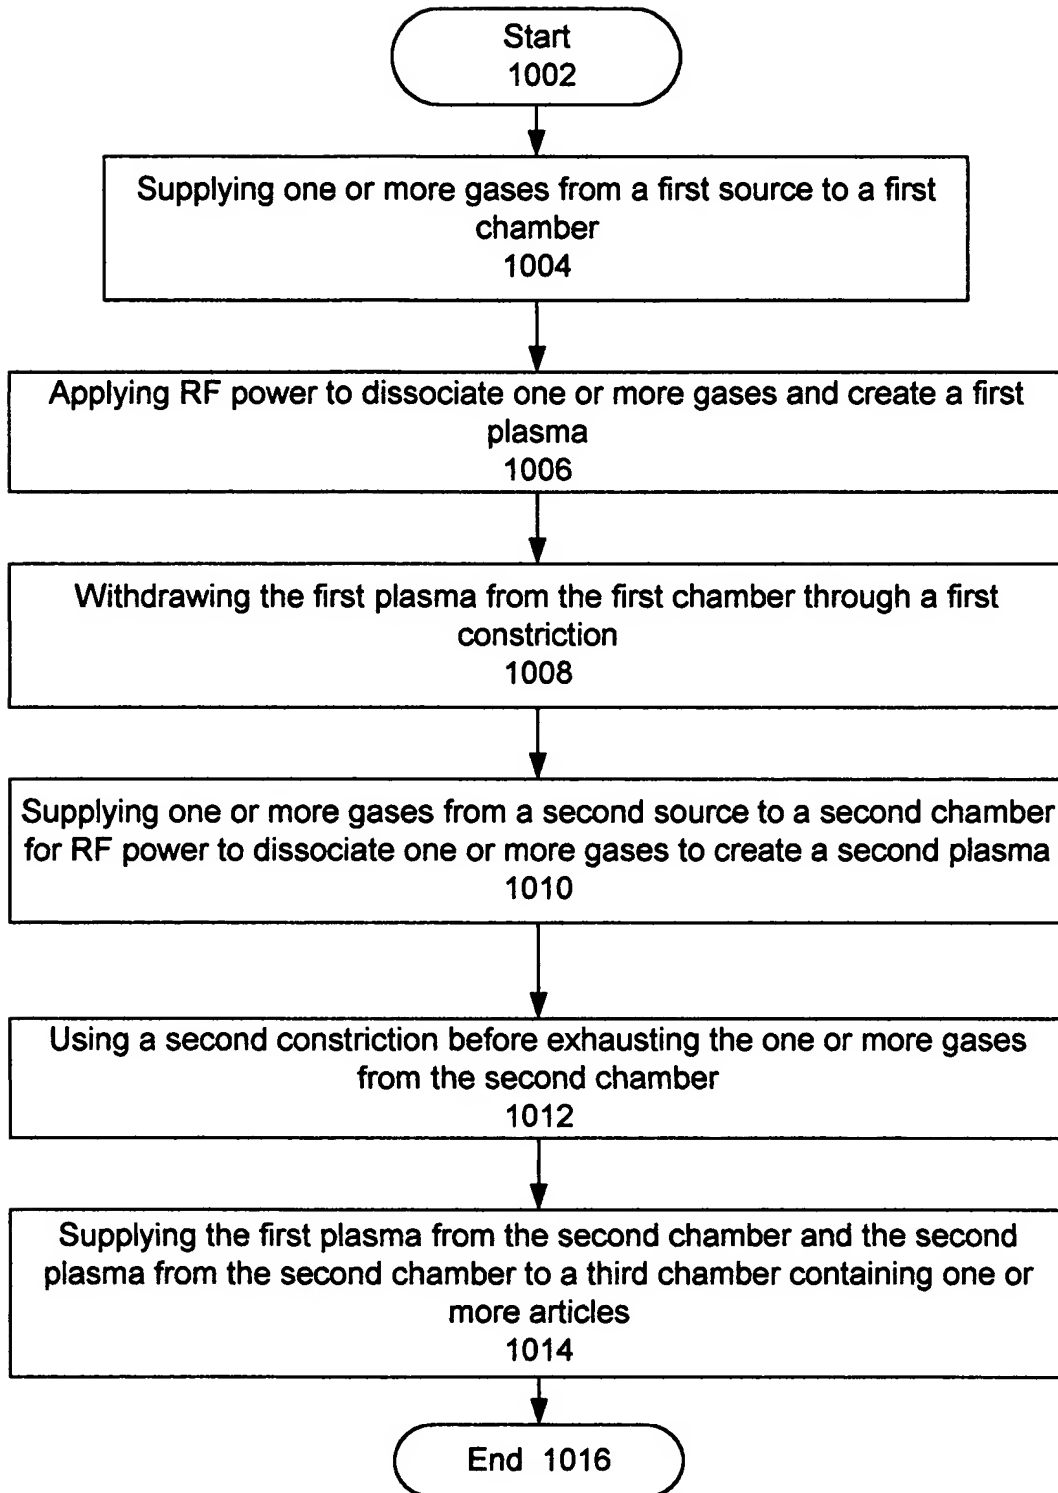 Start
1002
Supplying one or more gases from a first source to a first
chamber
1004
Applying RF power to dissociate one or more gases and create a first
plasma
1006
Withdrawing the first plasma from the first chamber through a first
constriction
1008
Supplying one or more gases from a second source to a second chamber
for RF power to dissociate one or more gases to create a second plasma
1010
Using a second constriction before exhausting the one or more gases
from the second chamber
1012
Supplying the first plasma from the second chamber and the second
plasma from the second chamber to a third chamber containing one or
more articles
1014
End 1016